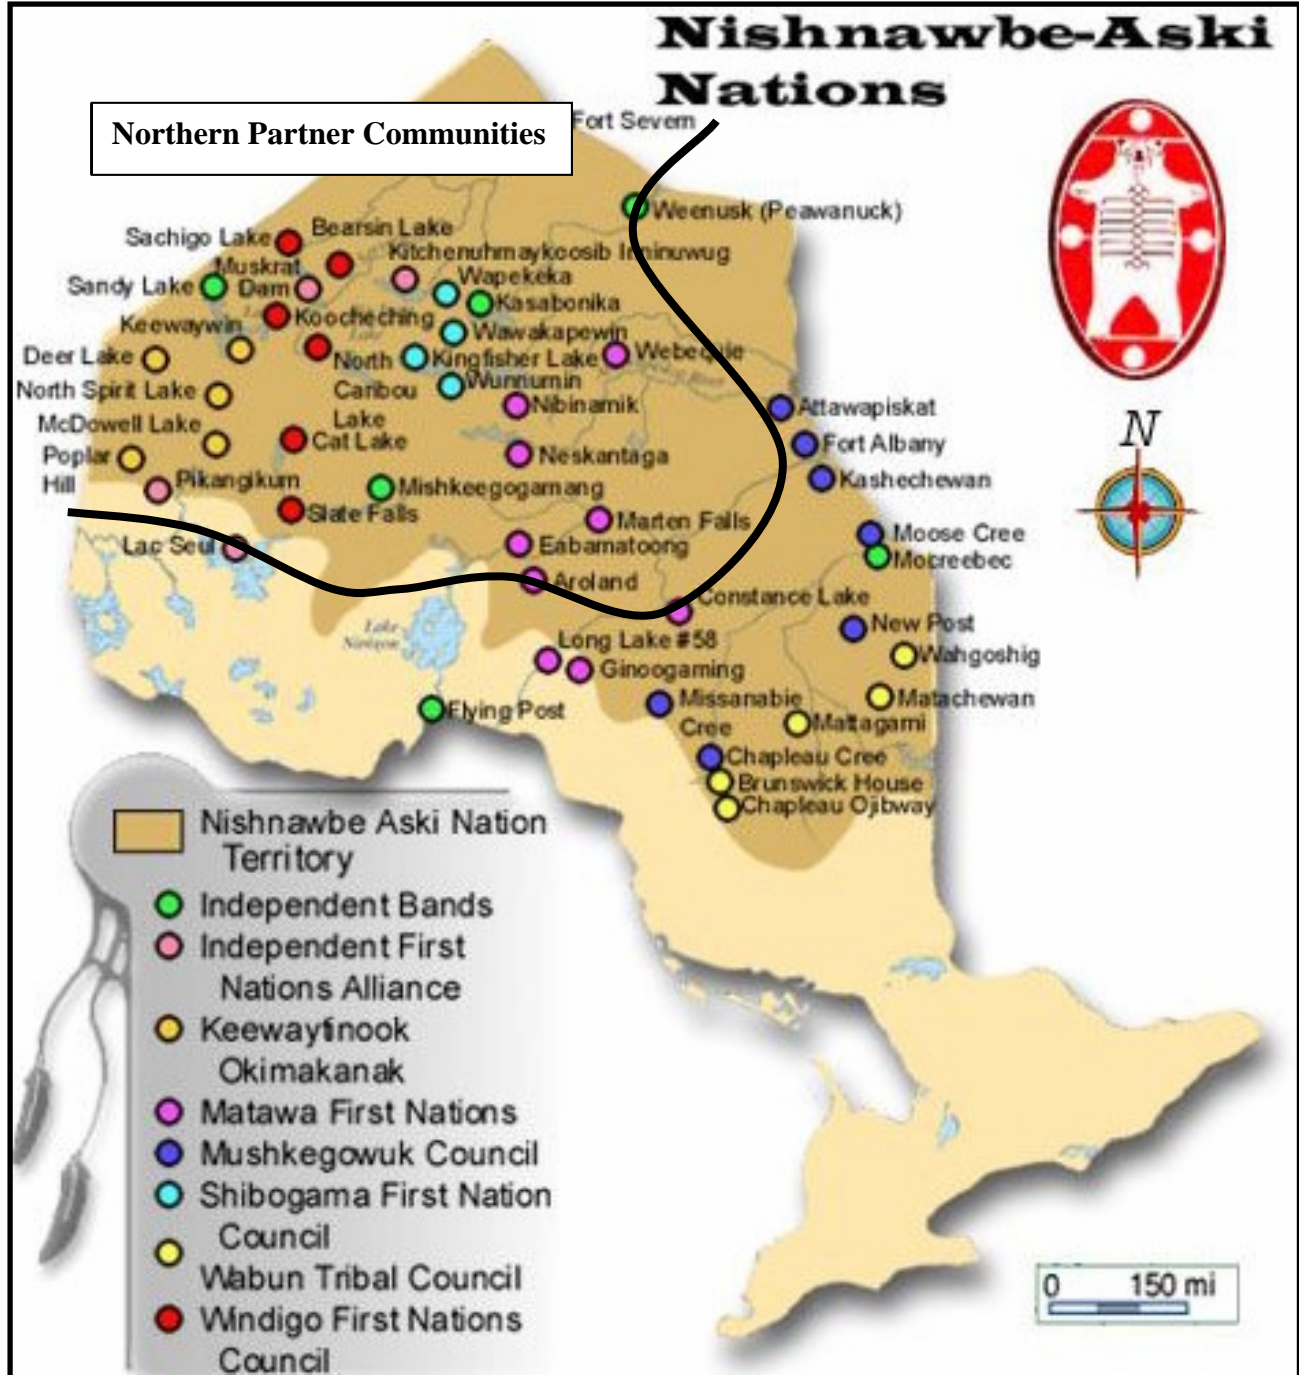 Nishnawbe-Aski
Nations
Northern Partner Communities
Fort Severn
Weenusk (Peawanuck)
Bearsin Lake
Sachigo Lake
Kitchenuhmaykoosib Inninuwug
Muskrat
Dam
Wapekeka
Sandy Lake
Kasabonika
Keewaywin
Koocheching
Wawakapewin
Deer Lake
North
Caribou
Lake
Kingfisher Lake
Webequie
North Spirit Lake
Wunnumin
Nibinamik
Attawapiskat
McDowell Lake
Cat Lake
Fort Albany
Poplar
Hill
Neskantaga
Pikangikum
Mishkeegogamang
Kashechewan
Slate Falls
Marten Falls
Lac Seul
Eabamatoong
Moose Cree
Mocreebec
Aroland
Constance Lake
New Post
Lake
Nipigon
Long Lake #58
Ginoogaming
Wahgoshig
Flying Post
Missanabie
Cree
Matachewan
Mattagami
Chapleau Cree
Brunswick House
Chapleau Ojibway
N
Nishnawbe Aski Nation
Territory
Independent Bands
Independent First
Nations Alliance
Keewaytinook
Okimakanak
Matawa First Nations
Mushkegowuk Council
Shibogama First Nation
Council
Wabun Tribal Council
Windigo First Nations
Council
0 150 mi